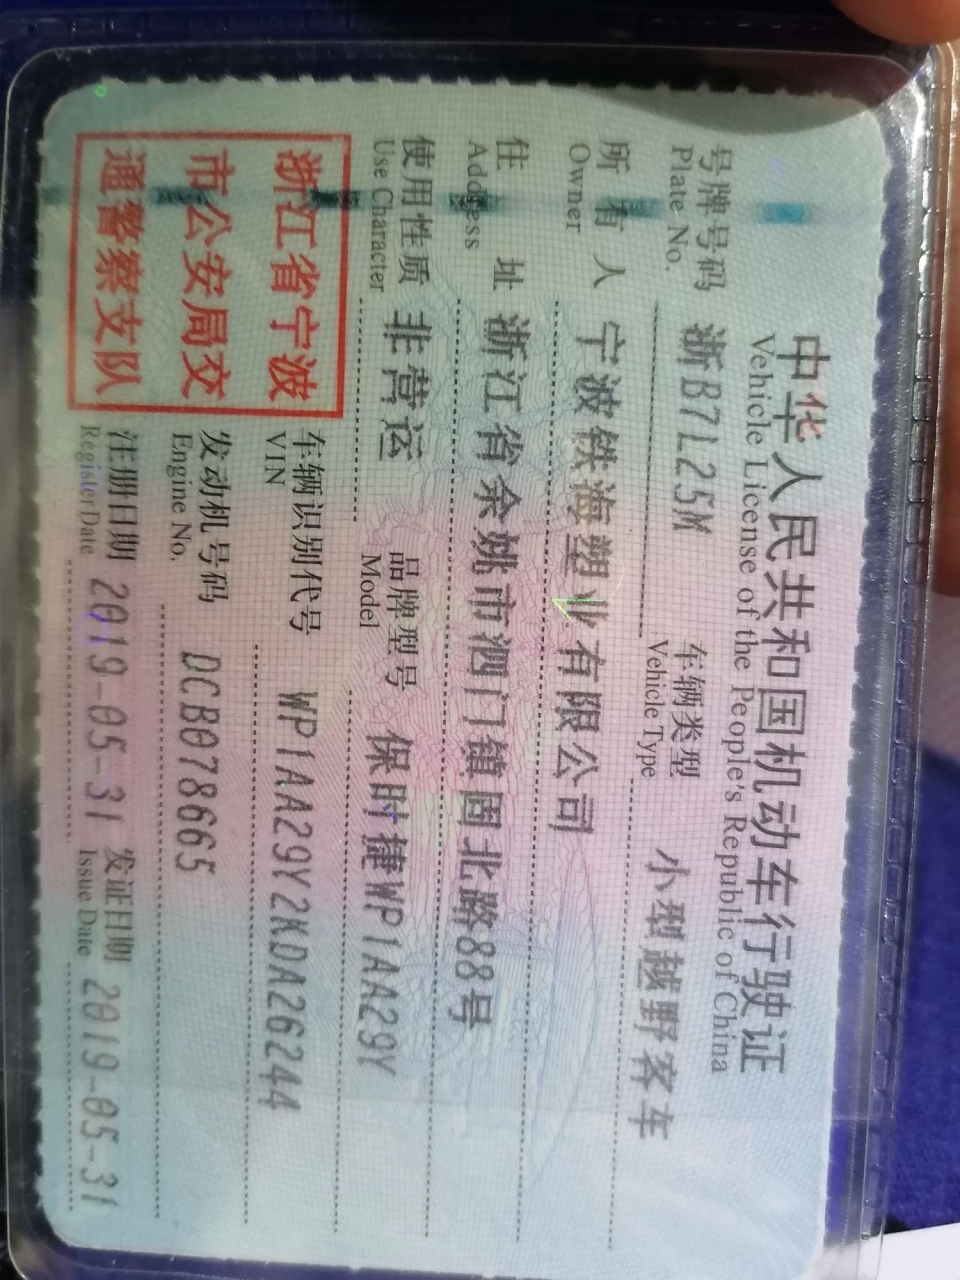 中华人民共和国机动车行驶证
Vehicle License of the People's Republic of China
号牌号码 浙B7L25M 车辆类型 小型越野客车
Plate No. Vehicle Type
所有人 宁波铁海塑业有限公司
Owner
住址 浙江省余姚市泗门镇固北路88号
Address
使用性质 非营运 品牌型号 保时捷WP1AA29Y
Use Character Model
浙江省宁波
市公安局交
通警察支队
车辆识别代号 WP1AA29Y2KDA26244
VIN
发动机号码 DCB078665
Engine No.
注册日期 2019-05-31 发证日期 2019-05-31
Register Date Issue Date